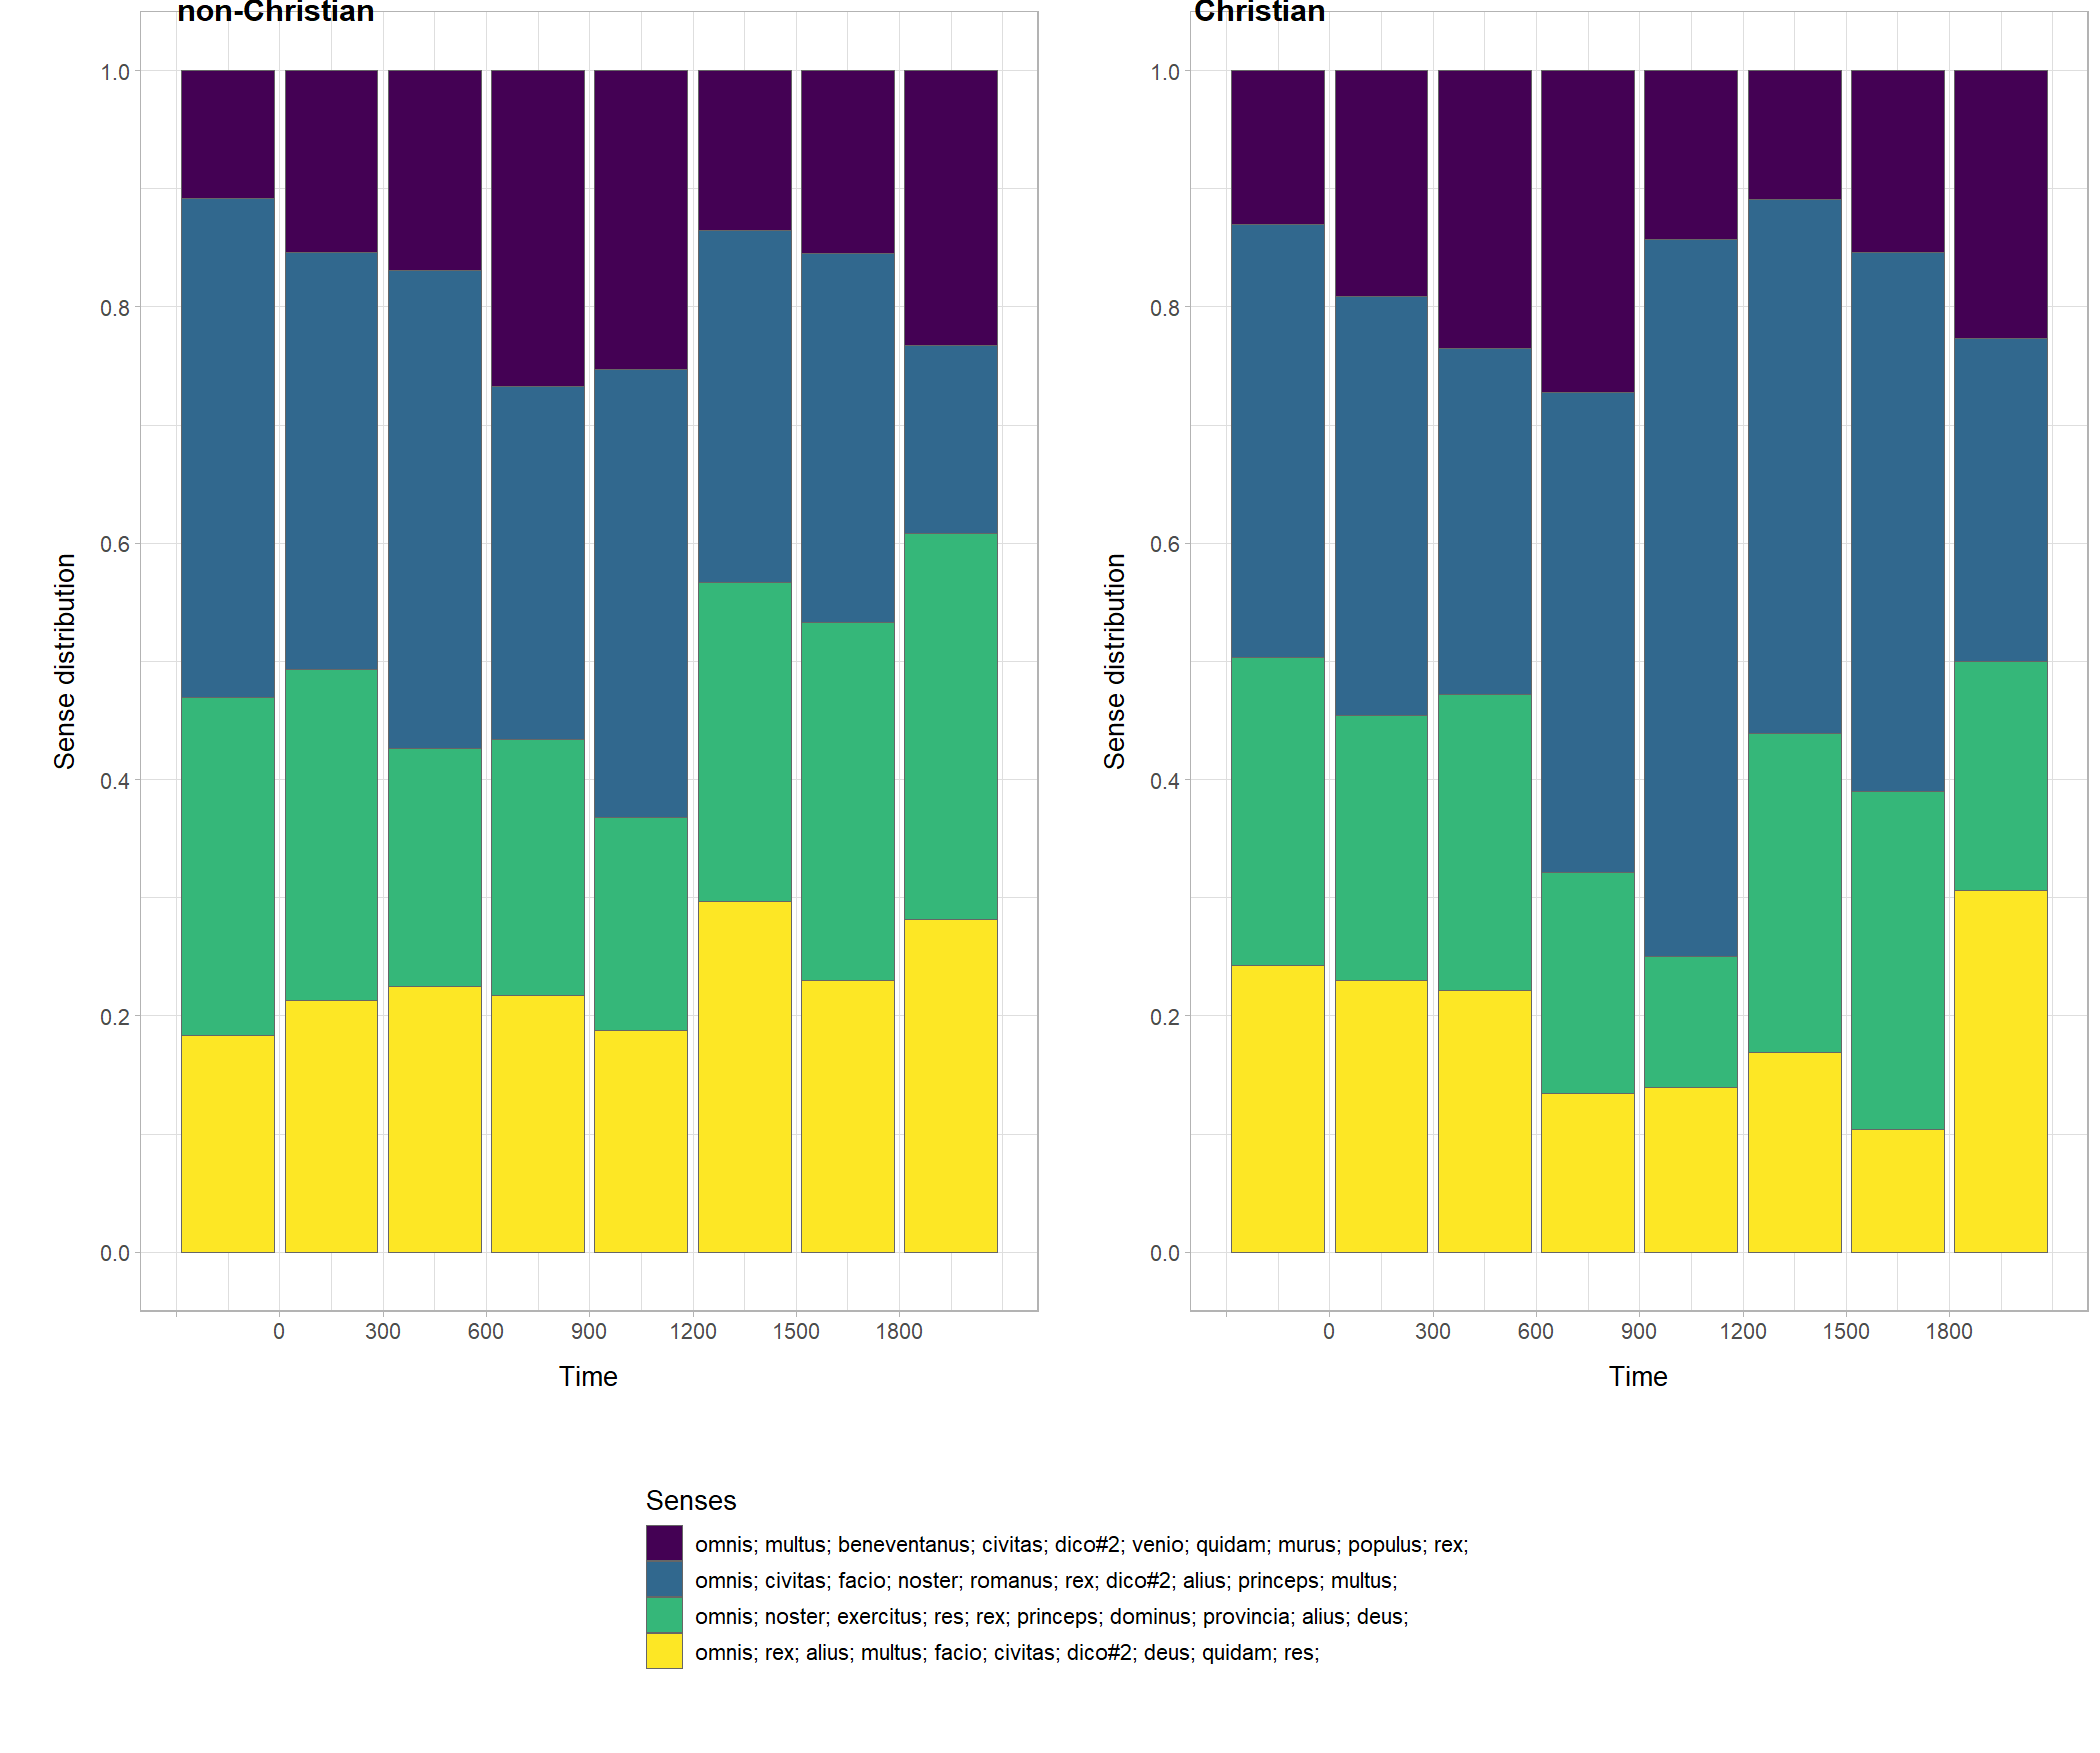 non-Christian
Christian
1.0
0.8
0.6
0.4
0.2
0.0
Sense distribution
0 300 600 900 1200 1500 1800
Time
1.0
0.8
0.6
0.4
0.2
0.0
Sense distribution
0 300 600 900 1200 1500 1800
Time
Senses
omnis; multus; beneventanus; civitas; dico#2; venio; quidam; murus; populus; rex;
omnis; civitas; facio; noster; romanus; rex; dico#2; alius; princeps; multus;
omnis; noster; exercitus; res; rex; princeps; dominus; provincia; alius; deus;
omnis; rex; alius; multus; facio; civitas; dico#2; deus; quidam; res;